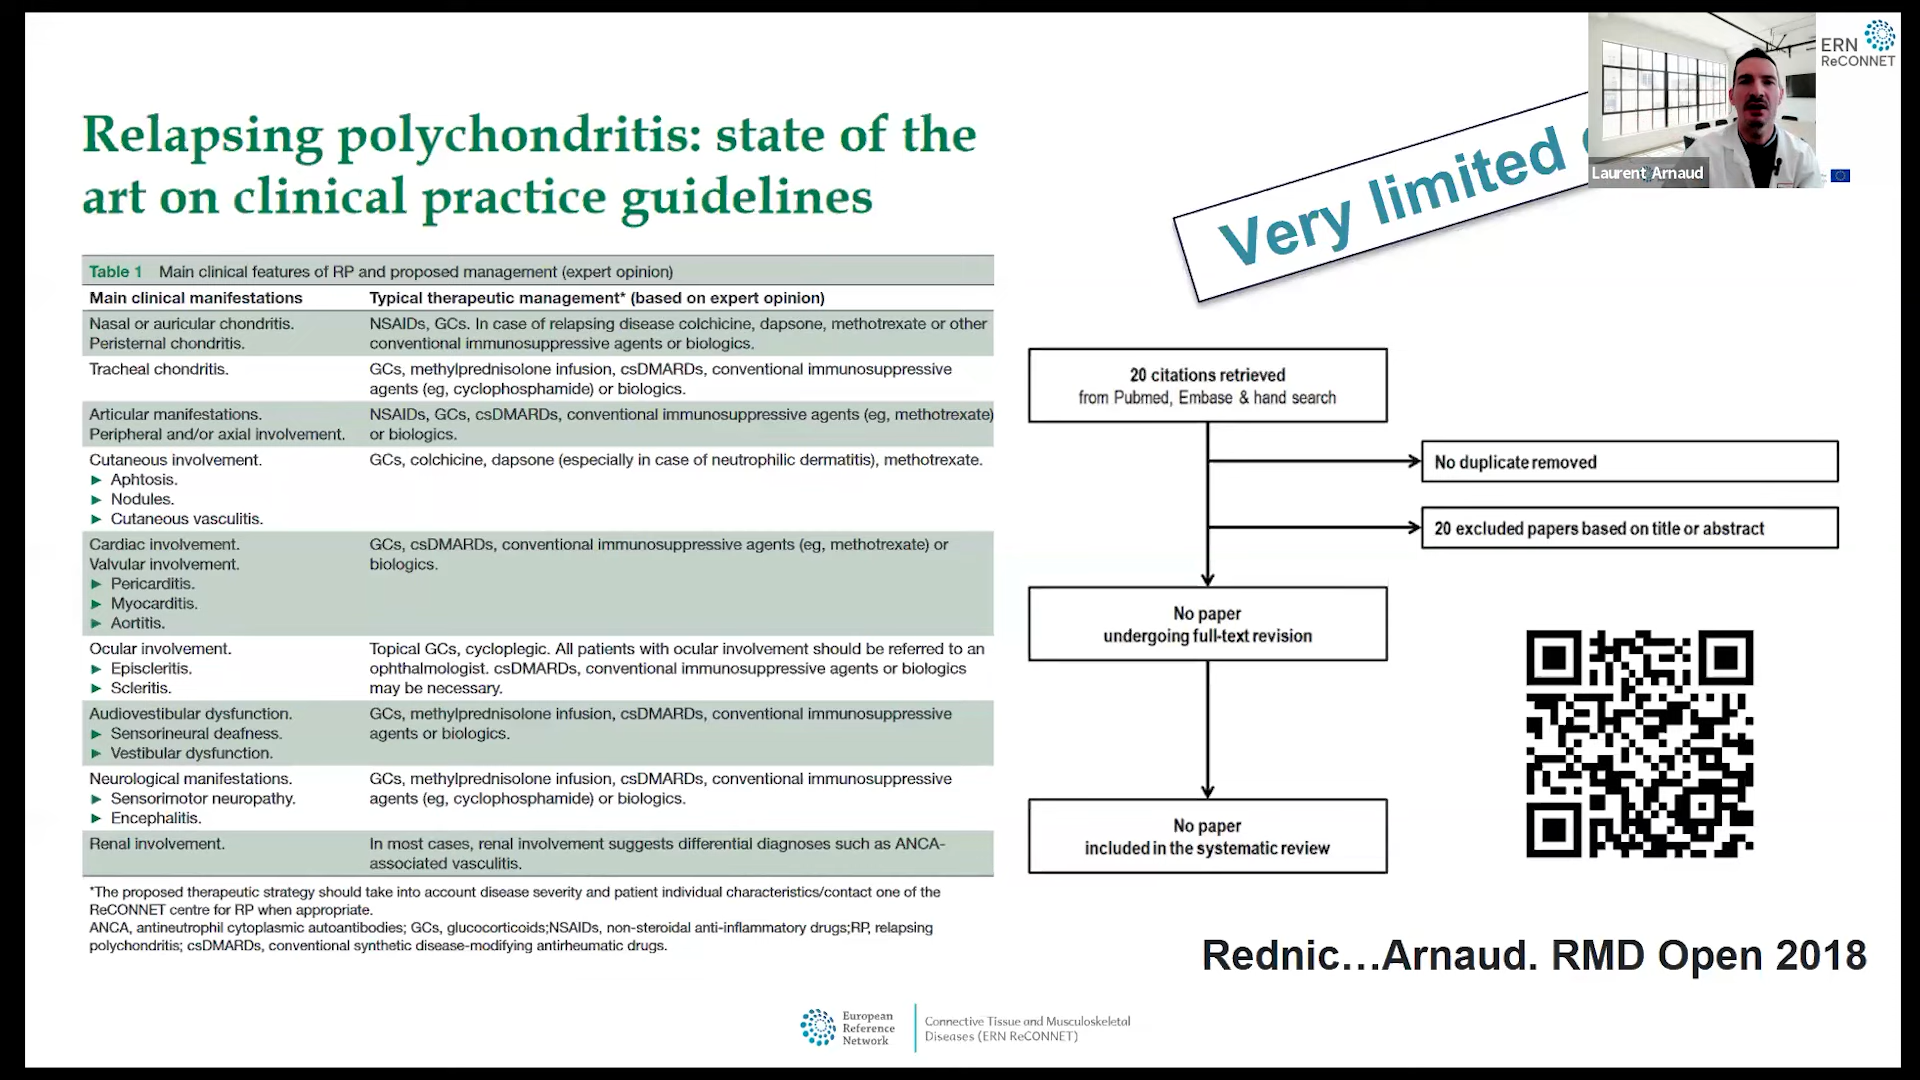 Relapsing polychondritis: state of the
art on clinical practice guidelines
Table 1 Main clinical features of RP and proposed management (expert opinion)
Main clinical manifestations Typical therapeutic management* (based on expert opinion)
Nasal or auricular chondritis. NSAIDs, GCs. In case of relapsing disease colchicine, dapsone, methotrexate or other
Peristernal chondritis. conventional immunosuppressive agents or biologics.
Tracheal chondritis. GCs, methylprednisolone infusion, csDMARDs, conventional immunosuppressive
agents (eg, cyclophosphamide) or biologics.
Articular manifestations. NSAIDs, GCs, csDMARDs, conventional immunosuppressive agents (eg, methotrexate)
Peripheral and/or axial involvement. or biologics.
Cutaneous involvement. GCs, colchicine, dapsone (especially in case of neutrophilic dermatitis), methotrexate.
► Aphtosis.
► Nodules.
► Cutaneous vasculitis.
Cardiac involvement. GCs, csDMARDs, conventional immunosuppressive agents (eg, methotrexate) or
Valvular involvement. biologics.
► Pericarditis.
► Myocarditis.
► Aortitis.
Ocular involvement. Topical GCs, cycloplegic. All patients with ocular involvement should be referred to an
► Episcleritis. ophthalmologist. csDMARDs, conventional immunosuppressive agents or biologics
► Scleritis. may be necessary.
Audiovestibular dysfunction. GCs, methylprednisolone infusion, csDMARDs, conventional immunosuppressive
► Sensorineural deafness. agents or biologics.
► Vestibular dysfunction.
Neurological manifestations. GCs, methylprednisolone infusion, csDMARDs, conventional immunosuppressive
► Sensorimotor neuropathy. agents (eg, cyclophosphamide) or biologics.
► Encephalitis.
Renal involvement. In most cases, renal involvement suggests differential diagnoses such as ANCA-
associated vasculitis.
*The proposed therapeutic strategy should take into account disease severity and patient individual characteristics/contact one of the
ReCONNET centre for RP when appropriate.
ANCA, antineutrophil cytoplasmic autoantibodies; GCs, glucocorticoids;NSAIDs, non-steroidal anti-inflammatory drugs;RP, relapsing
polychondritis; csDMARDs, conventional synthetic disease-modifying antirheumatic drugs.
Very limited
Laurent Arnaud
ERN
ReCONNET
20 citations retrieved
from Pubmed, Embase & hand search
No duplicate removed
20 excluded papers based on title or abstract
No paper
undergoing full-text revision
No paper
included in the systematic review
Rednic…Arnaud. RMD Open 2018
European
Reference
Network
Connective Tissue and Musculoskeletal
Diseases (ERN ReCONNET)